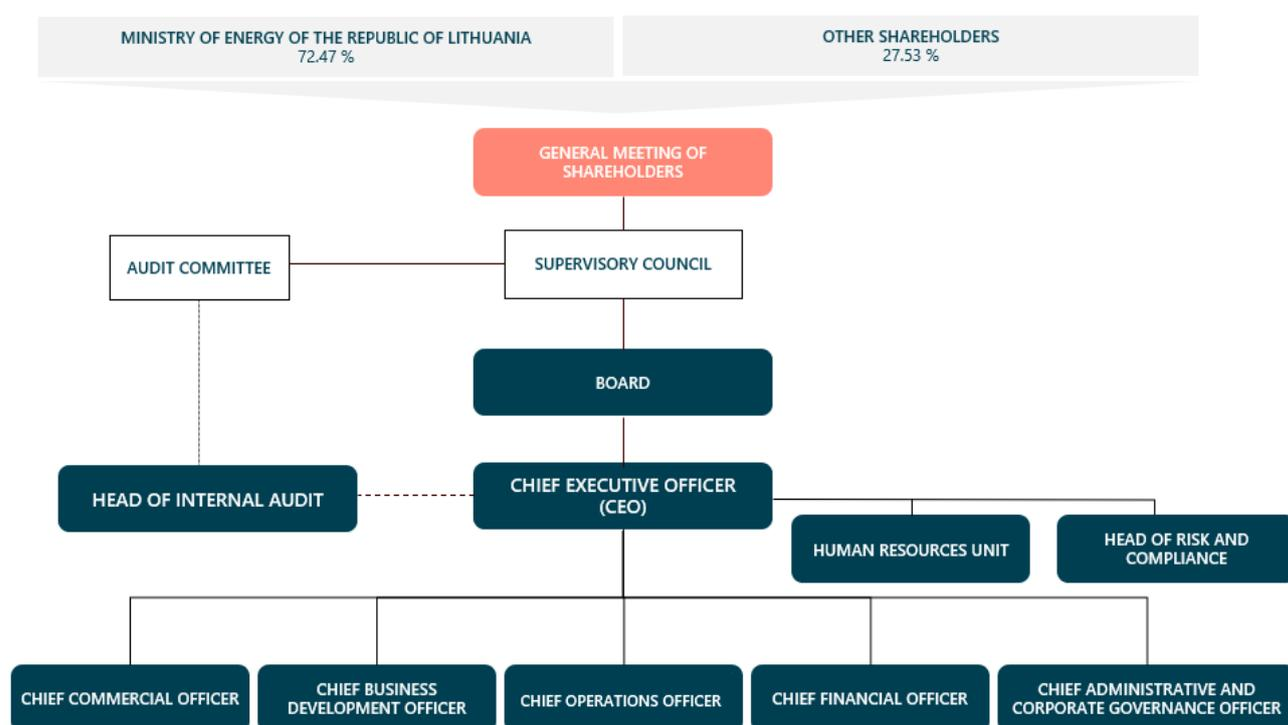 MINISTRY OF ENERGY OF THE REPUBLIC OF LITHUANIA
72.47 %
OTHER SHAREHOLDERS
27.53 %
GENERAL MEETING OF
SHAREHOLDERS
AUDIT COMMITTEE
SUPERVISORY COUNCIL
BOARD
HEAD OF INTERNAL AUDIT
CHIEF EXECUTIVE OFFICER
(CEO)
HUMAN RESOURCES UNIT
HEAD OF RISK AND
COMPLIANCE
CHIEF COMMERCIAL OFFICER
CHIEF BUSINESS
DEVELOPMENT OFFICER
CHIEF OPERATIONS OFFICER
CHIEF FINANCIAL OFFICER
CHIEF ADMINISTRATIVE AND
CORPORATE GOVERNANCE OFFICER